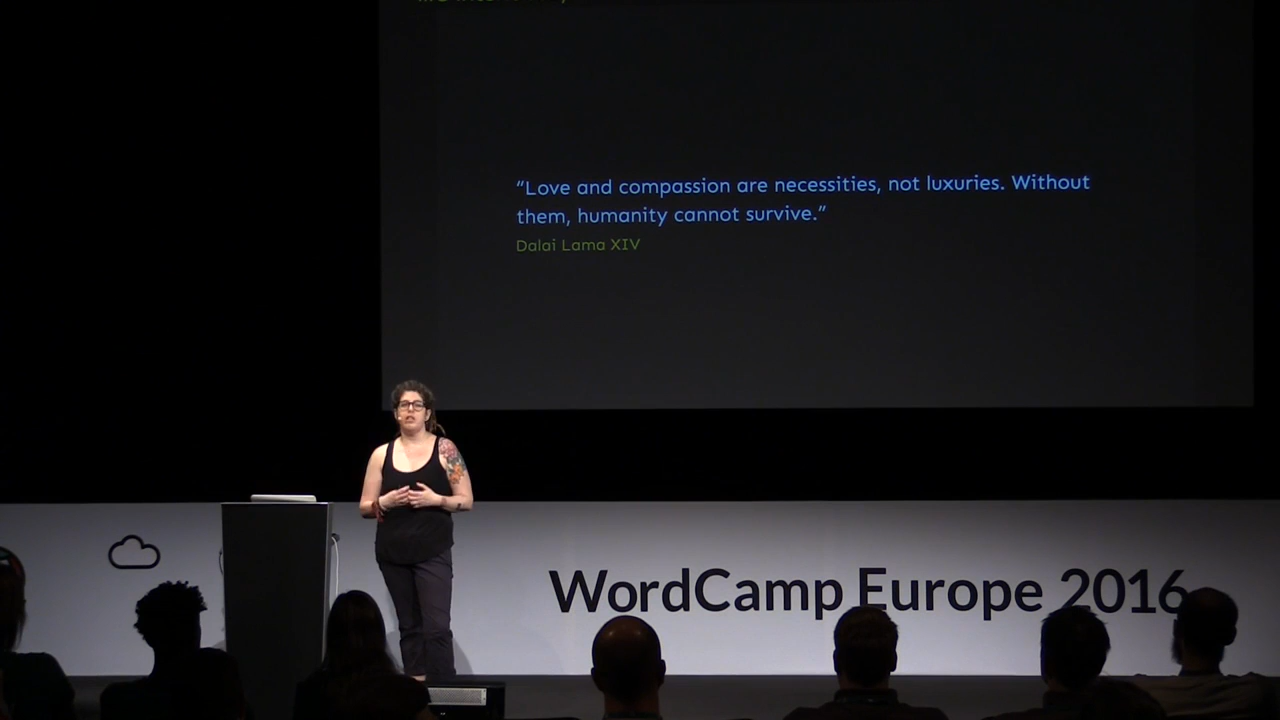 “Love and compassion are necessities, not luxuries. Without
them, humanity cannot survive.”
Dalai Lama XIV
WordCamp Europe 2016